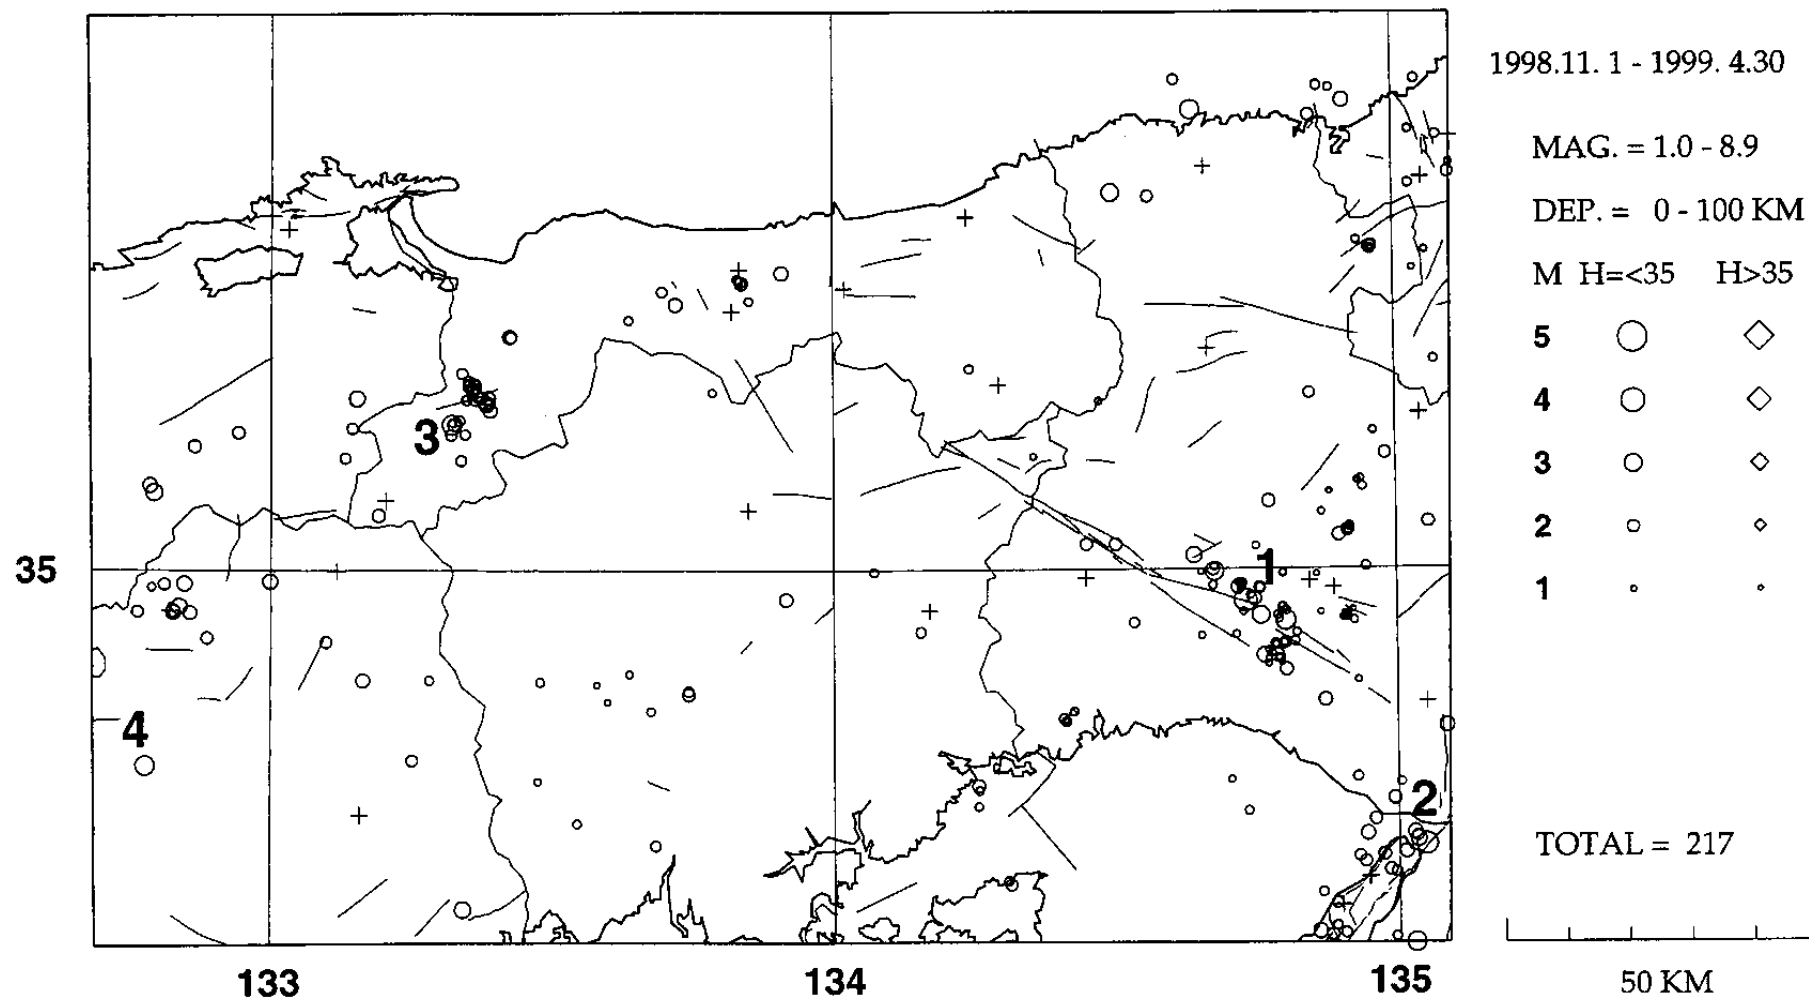 1998.11. 1 - 1999. 4.30
MAG. = 1.0 - 8.9
DEP. = 0 - 100 KM
M H=<35 H>35
5
4
3
2
1
TOTAL = 217
50 KM
1
2
3
4
35
133
134
135